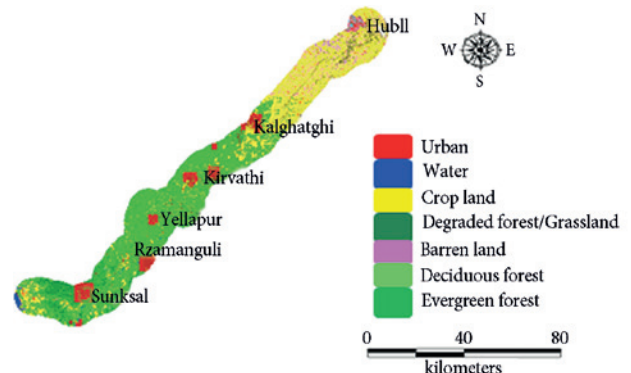 Hubll
N
W E
S
Kalghatghi
Kirvathi
Yellapur
Rzamanguli
Sunksal
Urban
Water
Crop land
Degraded forest/Grassland
Barren land
Deciduous forest
Evergreen forest
0 40 80
kilometers